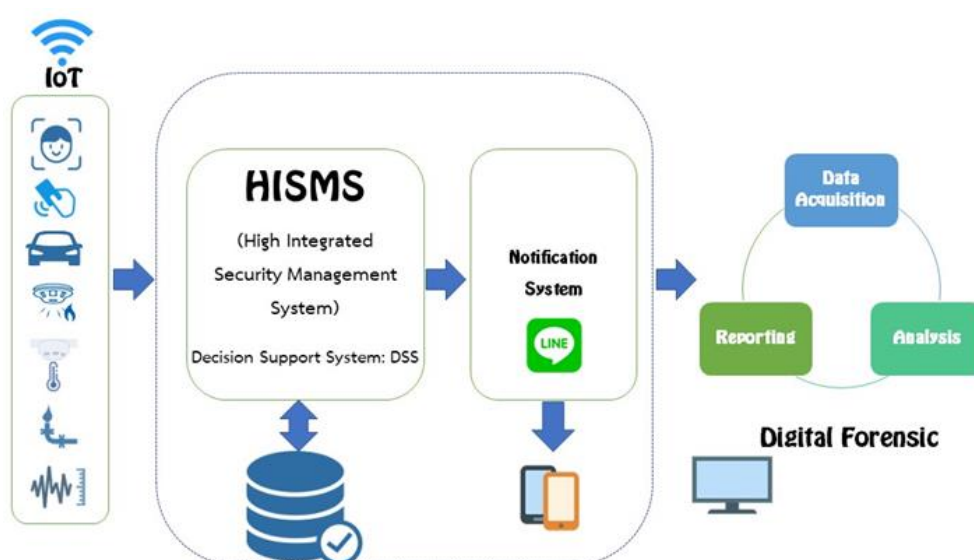 IoT
HISMS
(High Integrated
Security Management
System)
Decision Support System: DSS
Notification
System
LINE
Data
Acquisition
Reporting
Analysis
Digital Forensic